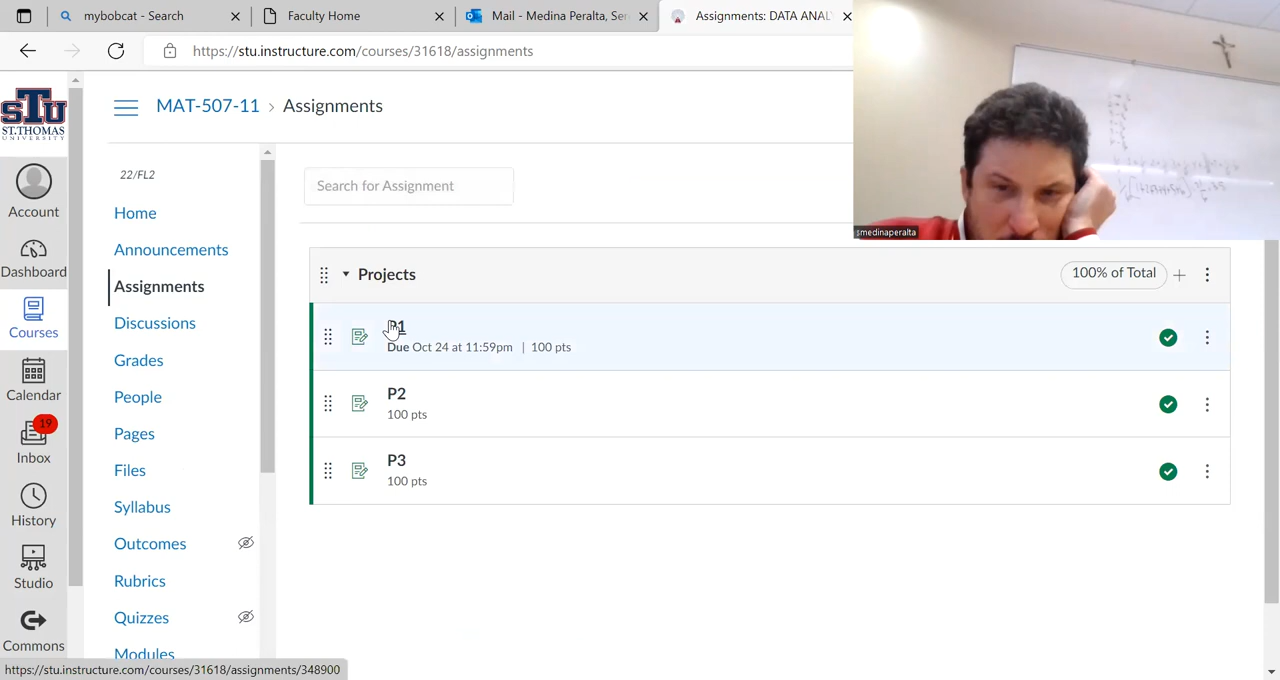 mybobcat - Search
Faculty Home
Mail - Medina Peralta, Ser
Assignments: DATA ANAL
https://stu.instructure.com/courses/31618/assignments
STU
ST.THOMAS
UNIVERSITY
Account
Dashboard
Courses
Calendar
19
Inbox
History
Studio
Commons
MAT-507-11 > Assignments
22/FL2
Home
Announcements
Assignments
Discussions
Grades
People
Pages
Files
Syllabus
Outcomes
Rubrics
Quizzes
Modules
Search for Assignment
Projects
100% of Total
P1
Due Oct 24 at 11:59pm | 100 pts
P2
100 pts
P3
100 pts
smedinaperalta
https://stu.instructure.com/courses/31618/assignments/348900